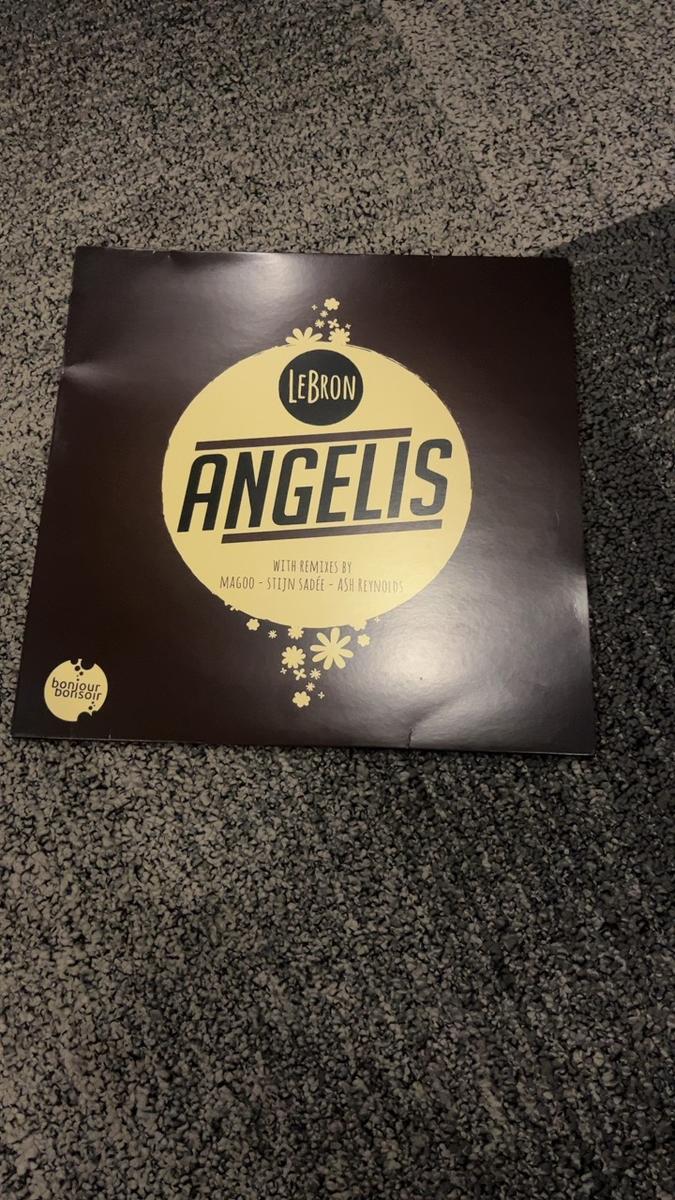 LeBRON
ANGELIS
WITH REMIXES BY
MAGOO - STIJN SADÉE - ASH REYNOLDS
bonjour
bonsoir